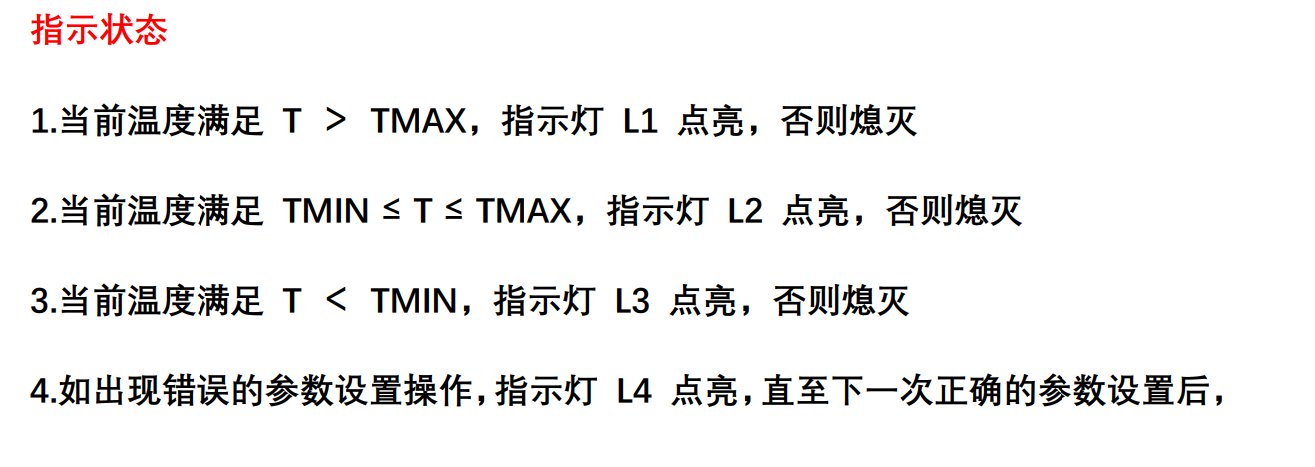 指示状态
1.当前温度满足 T > TMAX，指示灯 L1 点亮，否则熄灭
2.当前温度满足 TMIN ≤ T ≤ TMAX，指示灯 L2 点亮，否则熄灭
3.当前温度满足 T < TMIN，指示灯 L3 点亮，否则熄灭
4.如出现错误的参数设置操作，指示灯 L4 点亮，直至下一次正确的参数设置后，